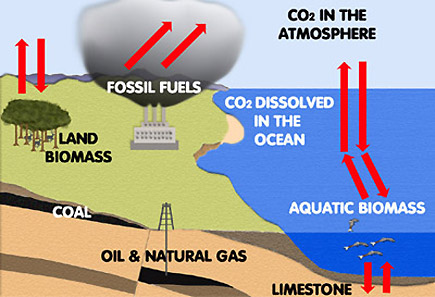 CO2 IN THE
ATMOSPHERE
FOSSIL FUELS
CO2 DISSOLVED
IN THE
OCEAN
LAND
BIOMASS
AQUATIC BIOMASS
COAL
OIL & NATURAL GAS
LIMESTONE